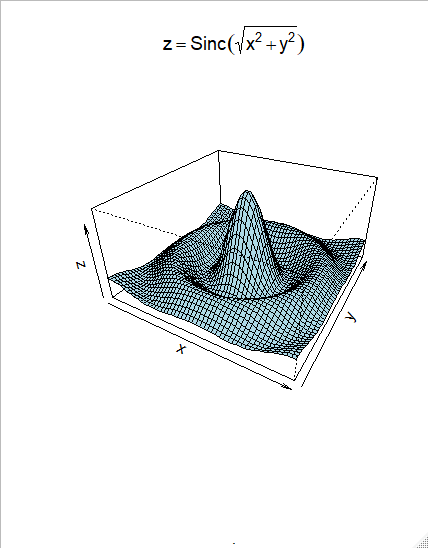 z = Sinc(√x² + y²)
z
x
y